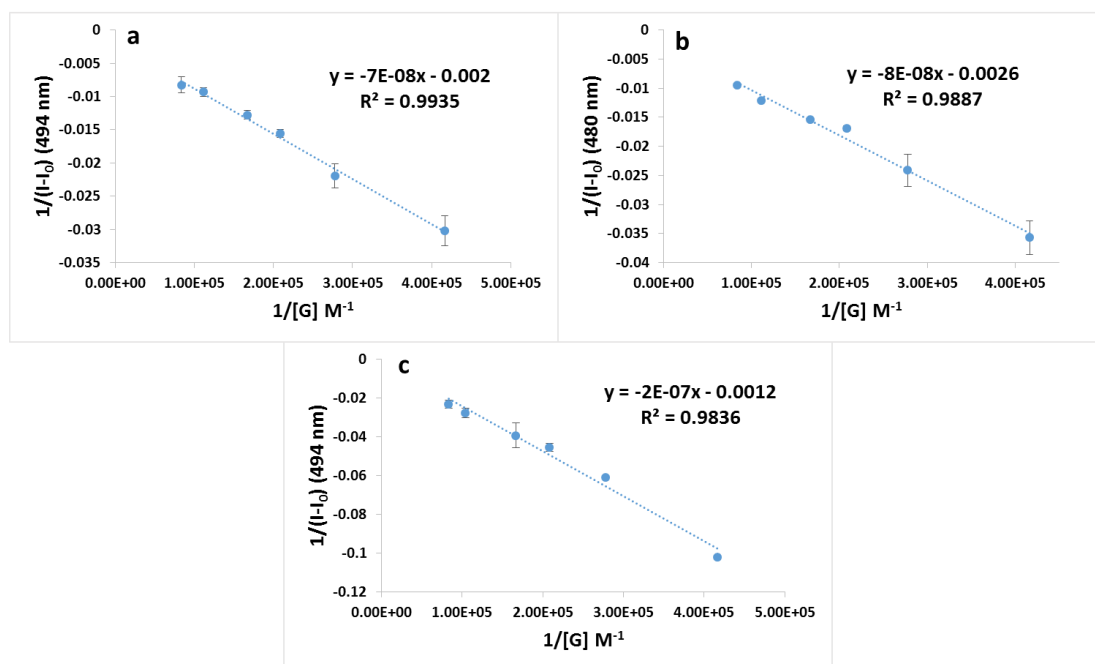 a
y = -7E-08x - 0.002
R² = 0.9935
0
-0.005
-0.01
-0.015
-0.02
-0.025
-0.03
-0.035
1/(I-I₀) (494 nm)
0.00E+00 1.00E+05 2.00E+05 3.00E+05 4.00E+05 5.00E+05
1/[G] M⁻¹
b
y = -8E-08x - 0.0026
R² = 0.9887
0
-0.005
-0.01
-0.015
-0.02
-0.025
-0.03
-0.035
-0.04
1/(I-I₀) (480 nm)
0.00E+00 1.00E+05 2.00E+05 3.00E+05 4.00E+05
1/[G] M⁻¹
c
y = -2E-07x - 0.0012
R² = 0.9836
0
-0.02
-0.04
-0.06
-0.08
-0.1
-0.12
1/(I-I₀) (494 nm)
0.00E+00 1.00E+05 2.00E+05 3.00E+05 4.00E+05 5.00E+05
1/[G] M⁻¹